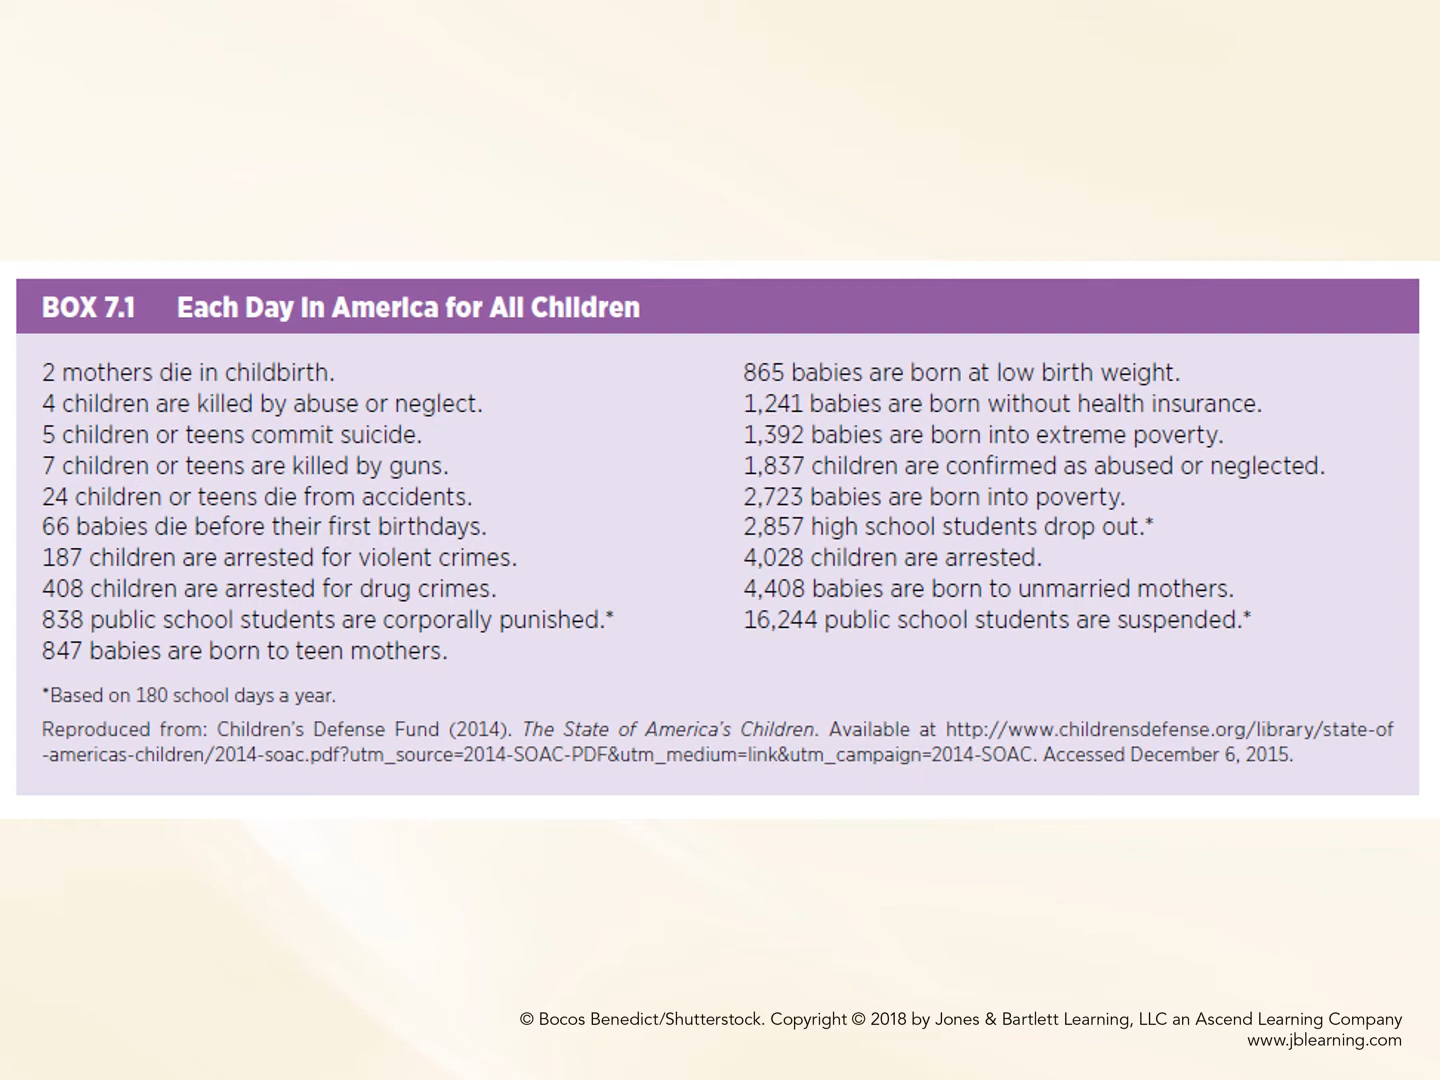 BOX 7.1 Each Day in America for All Children
2 mothers die in childbirth.
4 children are killed by abuse or neglect.
5 children or teens commit suicide.
7 children or teens are killed by guns.
24 children or teens die from accidents.
66 babies die before their first birthdays.
187 children are arrested for violent crimes.
408 children are arrested for drug crimes.
838 public school students are corporally punished.*
847 babies are born to teen mothers.
865 babies are born at low birth weight.
1,241 babies are born without health insurance.
1,392 babies are born into extreme poverty.
1,837 children are confirmed as abused or neglected.
2,723 babies are born into poverty.
2,857 high school students drop out.*
4,028 children are arrested.
4,408 babies are born to unmarried mothers.
16,244 public school students are suspended.*
*Based on 180 school days a year.
Reproduced from: Children's Defense Fund (2014). The State of America's Children. Available at http://www.childrensdefense.org/library/state-of
-americas-children/2014-soac.pdf?utm_source=2014-SOAC-PDF&utm_medium=link&utm_campaign=2014-SOAC. Accessed December 6, 2015.
© Bocos Benedict/Shutterstock. Copyright © 2018 by Jones & Bartlett Learning, LLC an Ascend Learning Company
www.jblearning.com